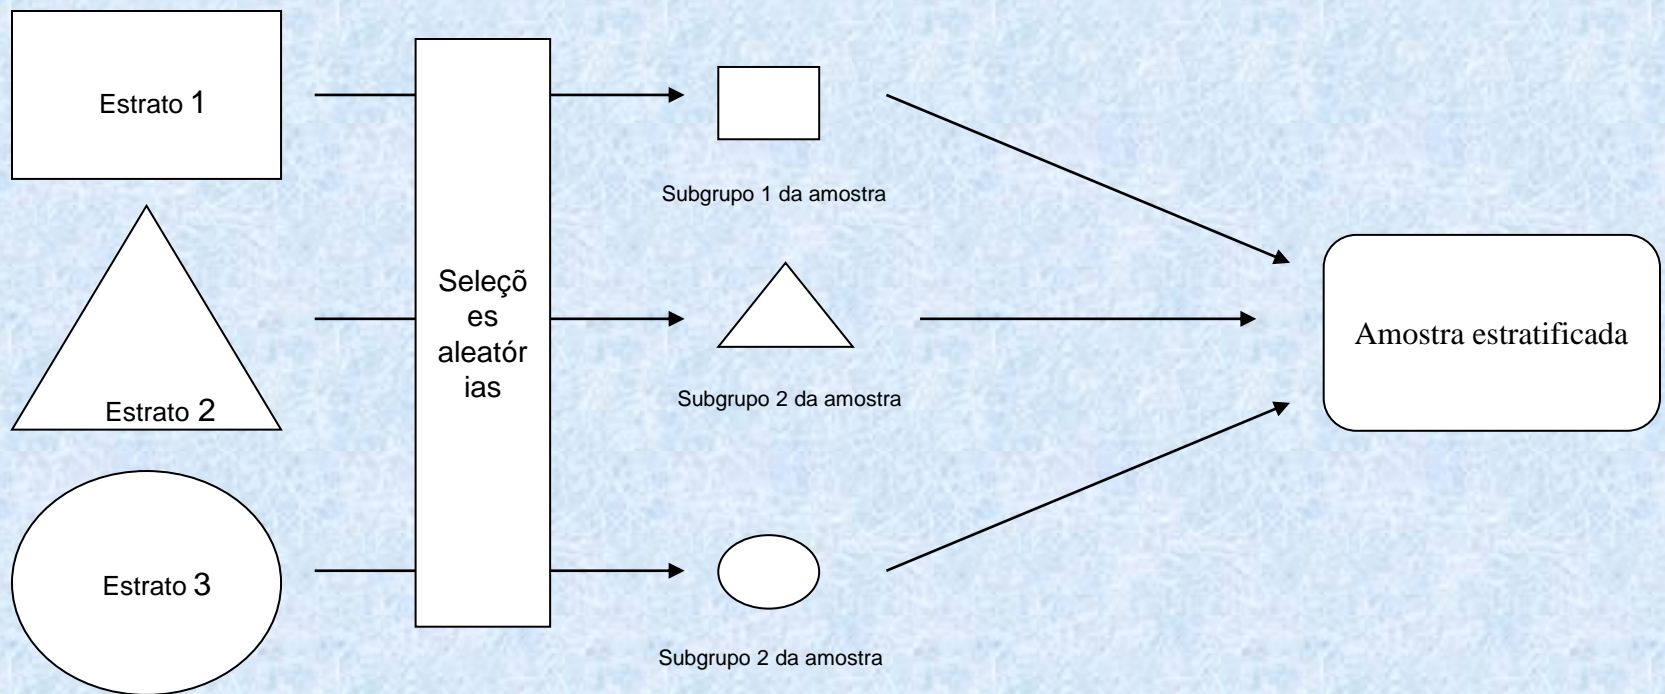 Estrato 1
Subgrupo 1 da amostra
Seleçõ
es
aleatór
ias
Amostra estratificada
Estrato 2
Subgrupo 2 da amostra
Estrato 3
Subgrupo 2 da amostra